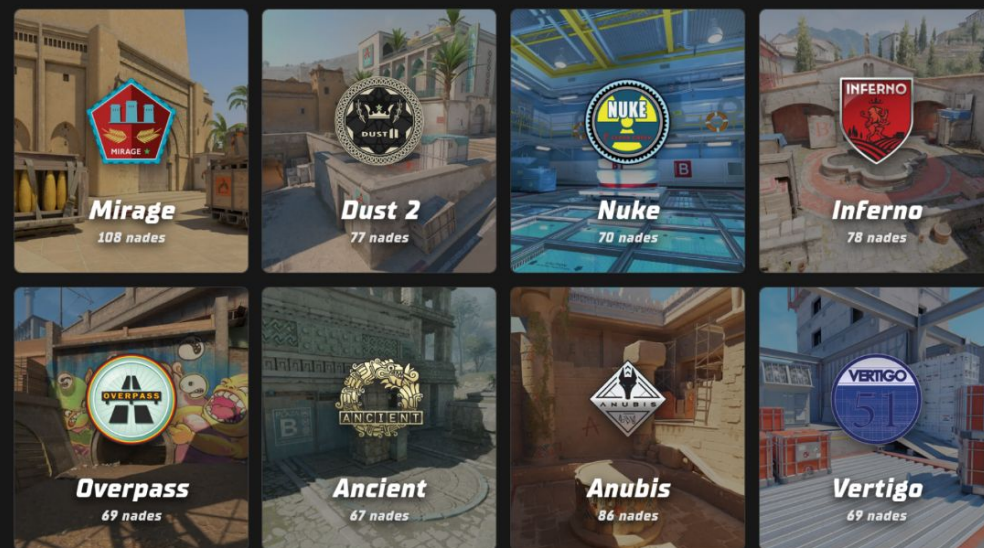 MIRAGE
Mirage
108 nades
DUST II
Dust 2
77 nades
NUKE
B
Nuke
70 nades
INFERNO
B
Inferno
78 nades
OVERPASS
Overpass
69 nades
B
ANCIENT
Ancient
67 nades
ANUBIS
A
Anubis
86 nades
VERTIGO
51
Vertigo
69 nades